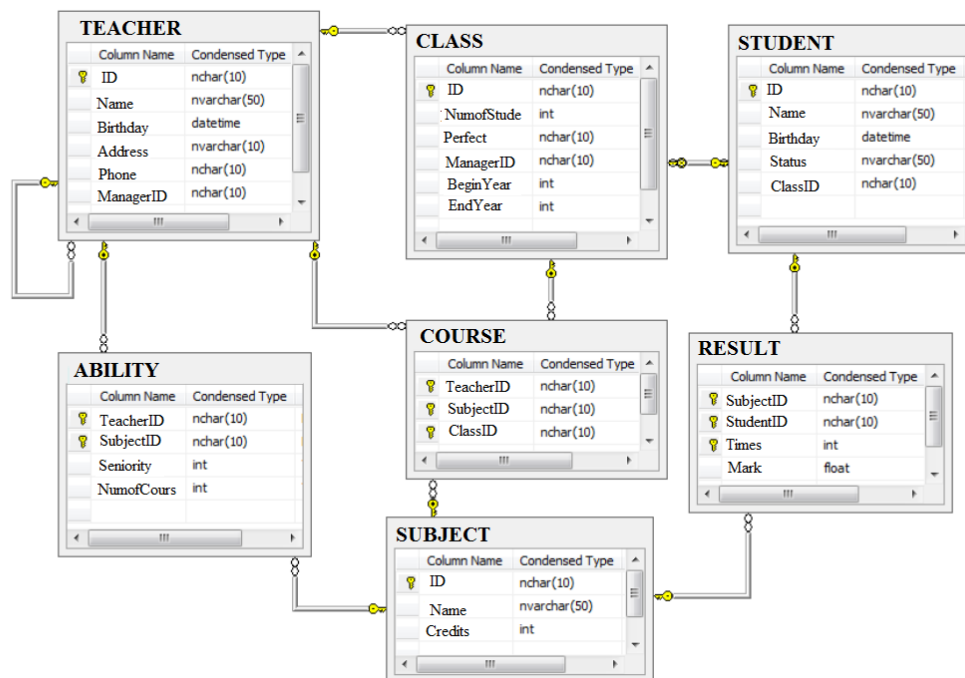 TEACHER
Column Name Condensed Type
ID nchar(10)
Name nvarchar(50)
Birthday datetime
Address nvarchar(10)
Phone nchar(10)
ManagerID nchar(10)
CLASS
Column Name Condensed Type
ID nchar(10)
NumofStude int
Perfect nchar(10)
ManagerID nchar(10)
BeginYear int
EndYear int
STUDENT
Column Name Condensed Type
ID nchar(10)
Name nvarchar(50)
Birthday datetime
Status nvarchar(50)
ClassID nchar(10)
ABILITY
Column Name Condensed Type
TeacherID nchar(10)
SubjectID nchar(10)
Seniority int
NumofCours int
COURSE
Column Name Condensed Type
TeacherID nchar(10)
SubjectID nchar(10)
ClassID nchar(10)
RESULT
Column Name Condensed Type
SubjectID nchar(10)
StudentID nchar(10)
Times int
Mark float
SUBJECT
Column Name Condensed Type
ID nchar(10)
Name nvarchar(50)
Credits int